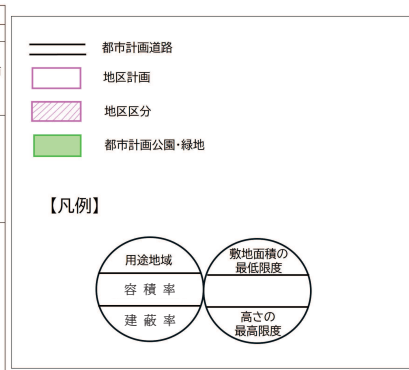 都市計画道路
地区計画
地区区分
都市計画公園・緑地
【凡例】
用途地域
容積率
建蔽率
敷地面積の
最低限度
高さの
最高限度